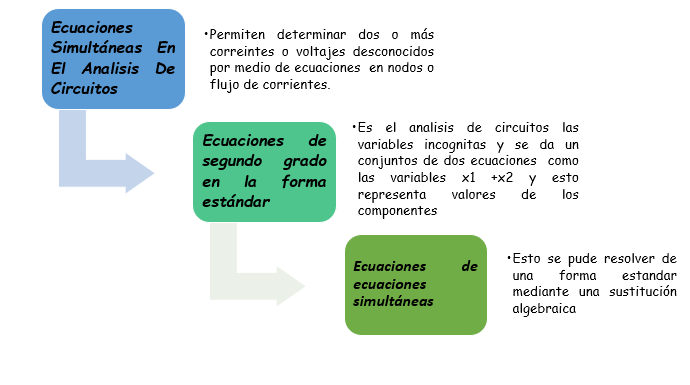 Ecuaciones
Simultáneas En
El Analisis De
Circuitos
•Permiten determinar dos o más
correintes o voltajes desconocidos
por medio de ecuaciones en nodos o
flujo de corrientes.
Ecuaciones de
segundo grado
en la forma
estándar
•Es el analisis de circuitos las
variables incognitas y se da un
conjuntos de dos ecuaciones como
las variables x1 +x2 y esto
representa valores de los
componentes
Ecuaciones de
ecuaciones
simultáneas
•Esto se pude resolver de
una forma estandar
mediante una sustitución
algebraica